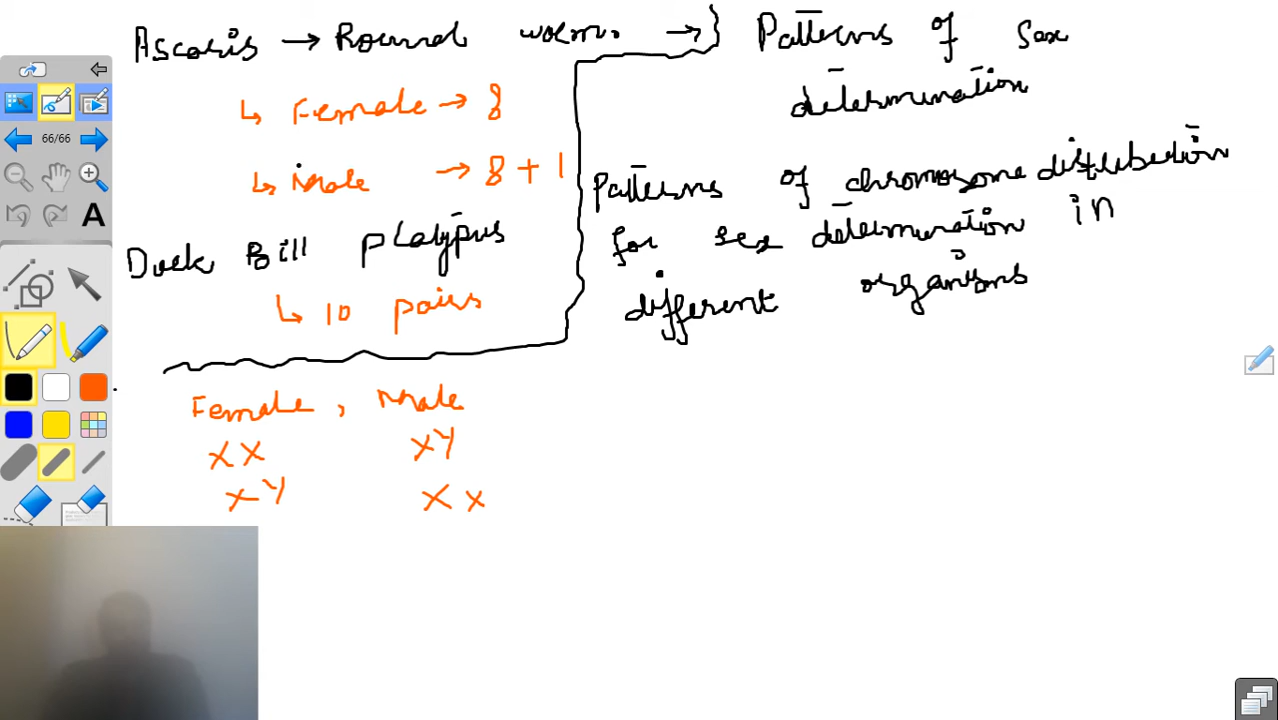 Ascaris → Round worm →
↳ Female → 8
↳ Male → 8 + 1
Duck Bill platypus
↳ 10 pairs
Female , Male
XX XY
XY XX
Patterns of Sex
determination
Patterns of chromosome distribution
for sex determination in
different organisms
66/66
A